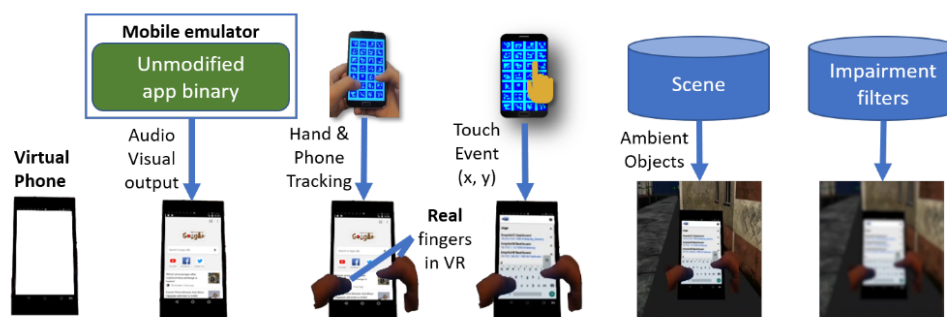 Mobile emulator
Unmodified
app binary
Scene
Impairment
filters
Audio
Visual
output
Hand &
Phone
Tracking
Touch
Event
(x, y)
Ambient
Objects
Virtual
Phone
Real
fingers
in VR